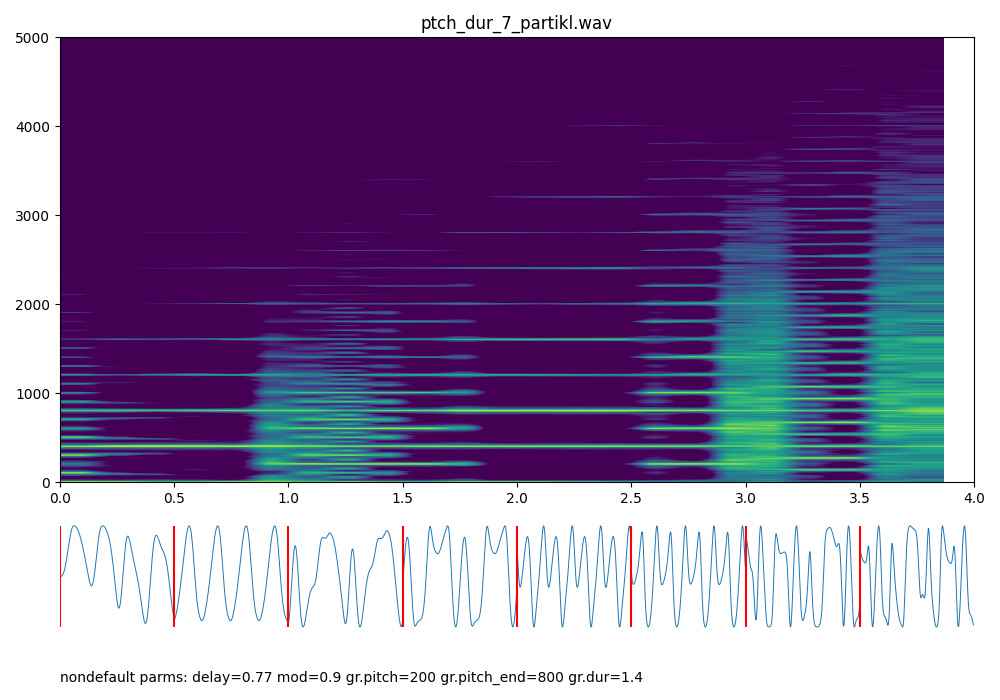 ptch_dur_7_partikl.wav
5000
4000
3000
2000
1000
0
0.0 0.5 1.0 1.5 2.0 2.5 3.0 3.5 4.0
nondefault parms: delay=0.77 mod=0.9 gr.pitch=200 gr.pitch_end=800 gr.dur=1.4